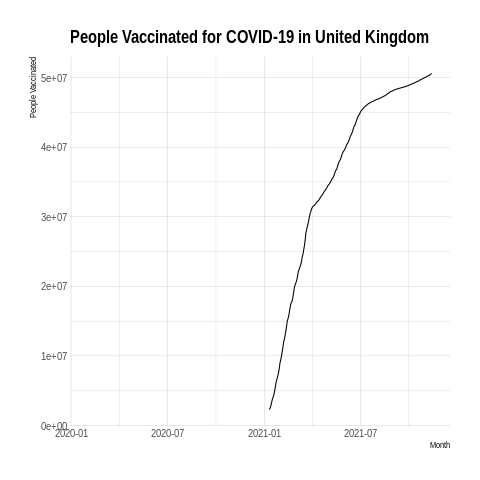 People Vaccinated for COVID-19 in United Kingdom
People Vaccinated
5e+07
4e+07
3e+07
2e+07
1e+07
0e+00
2020-01 2020-07 2021-01 2021-07
Month